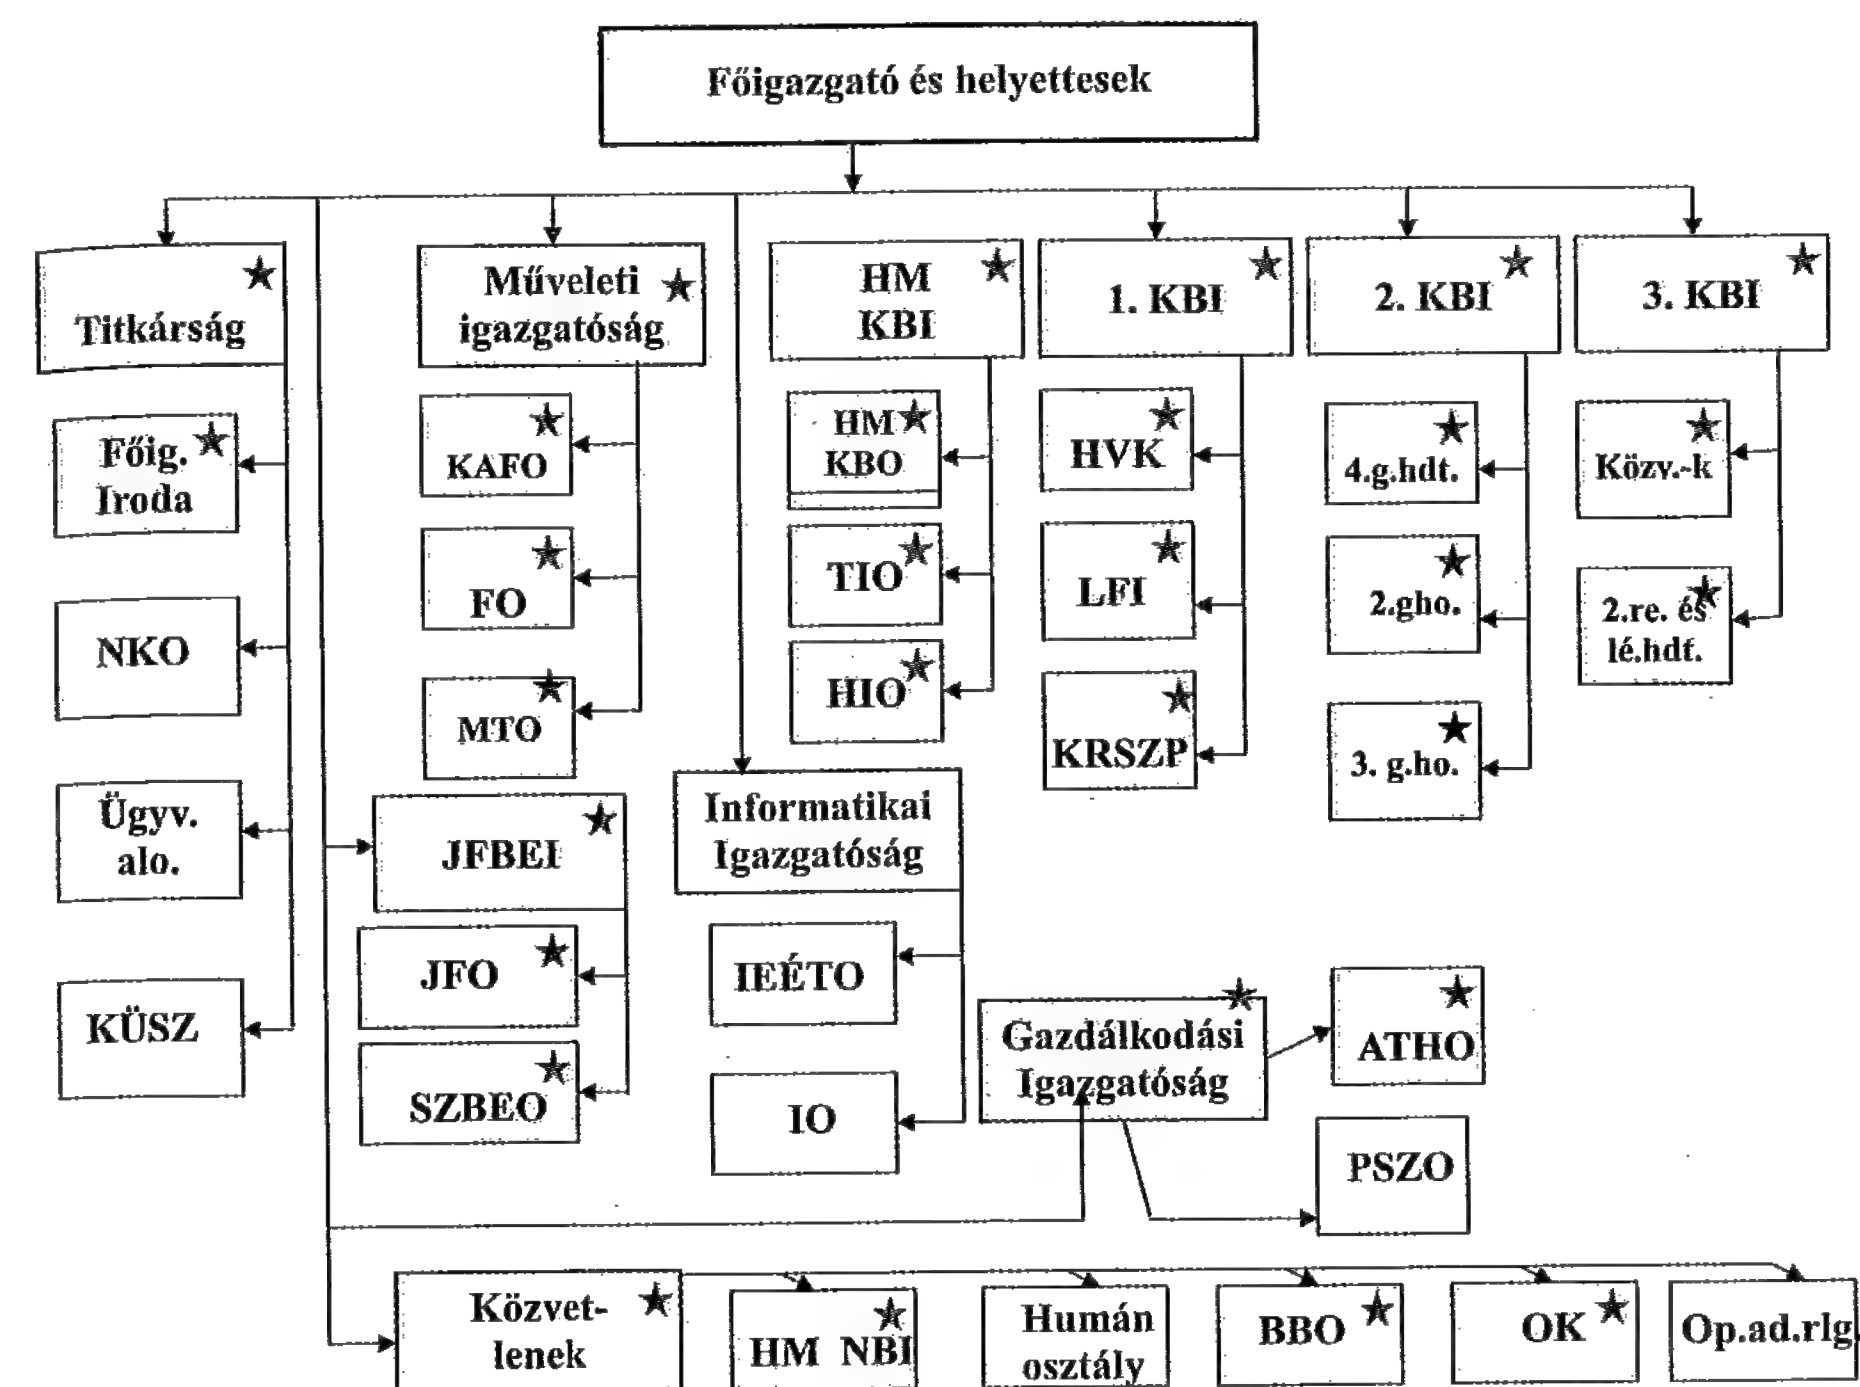 Főigazgató és helyettesek
Titkárság
Műveleti
igazgatóság
HM
KBI
1. KBI
2. KBI
3. KBI
Főig.
Iroda
NKO
Ügyv.
alo.
KÜSZ
KAFO
FO
MTO
HM
KBO
TIO
HIO
HVK
LFI
KRSZP
4.g.hdt.
2.gho.
3. g.ho.
Közv.-k
2.re. és
lé.hdt.
JFBEI
JFO
SZBEO
Informatikai
Igazgatóság
IEÉTO
IO
Gazdálkodási
Igazgatóság
ATHO
PSZO
Közvet-
lenek
HM NBI
Humán
osztály
BBO
OK
Op.ad.rlg.